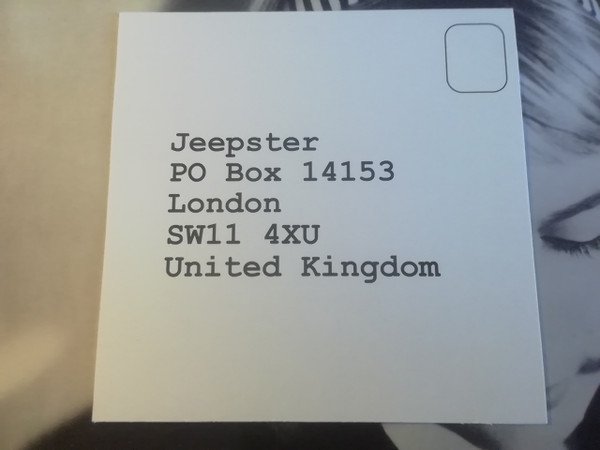 Jeepster
PO Box 14153
London
SW11 4XU
United Kingdom